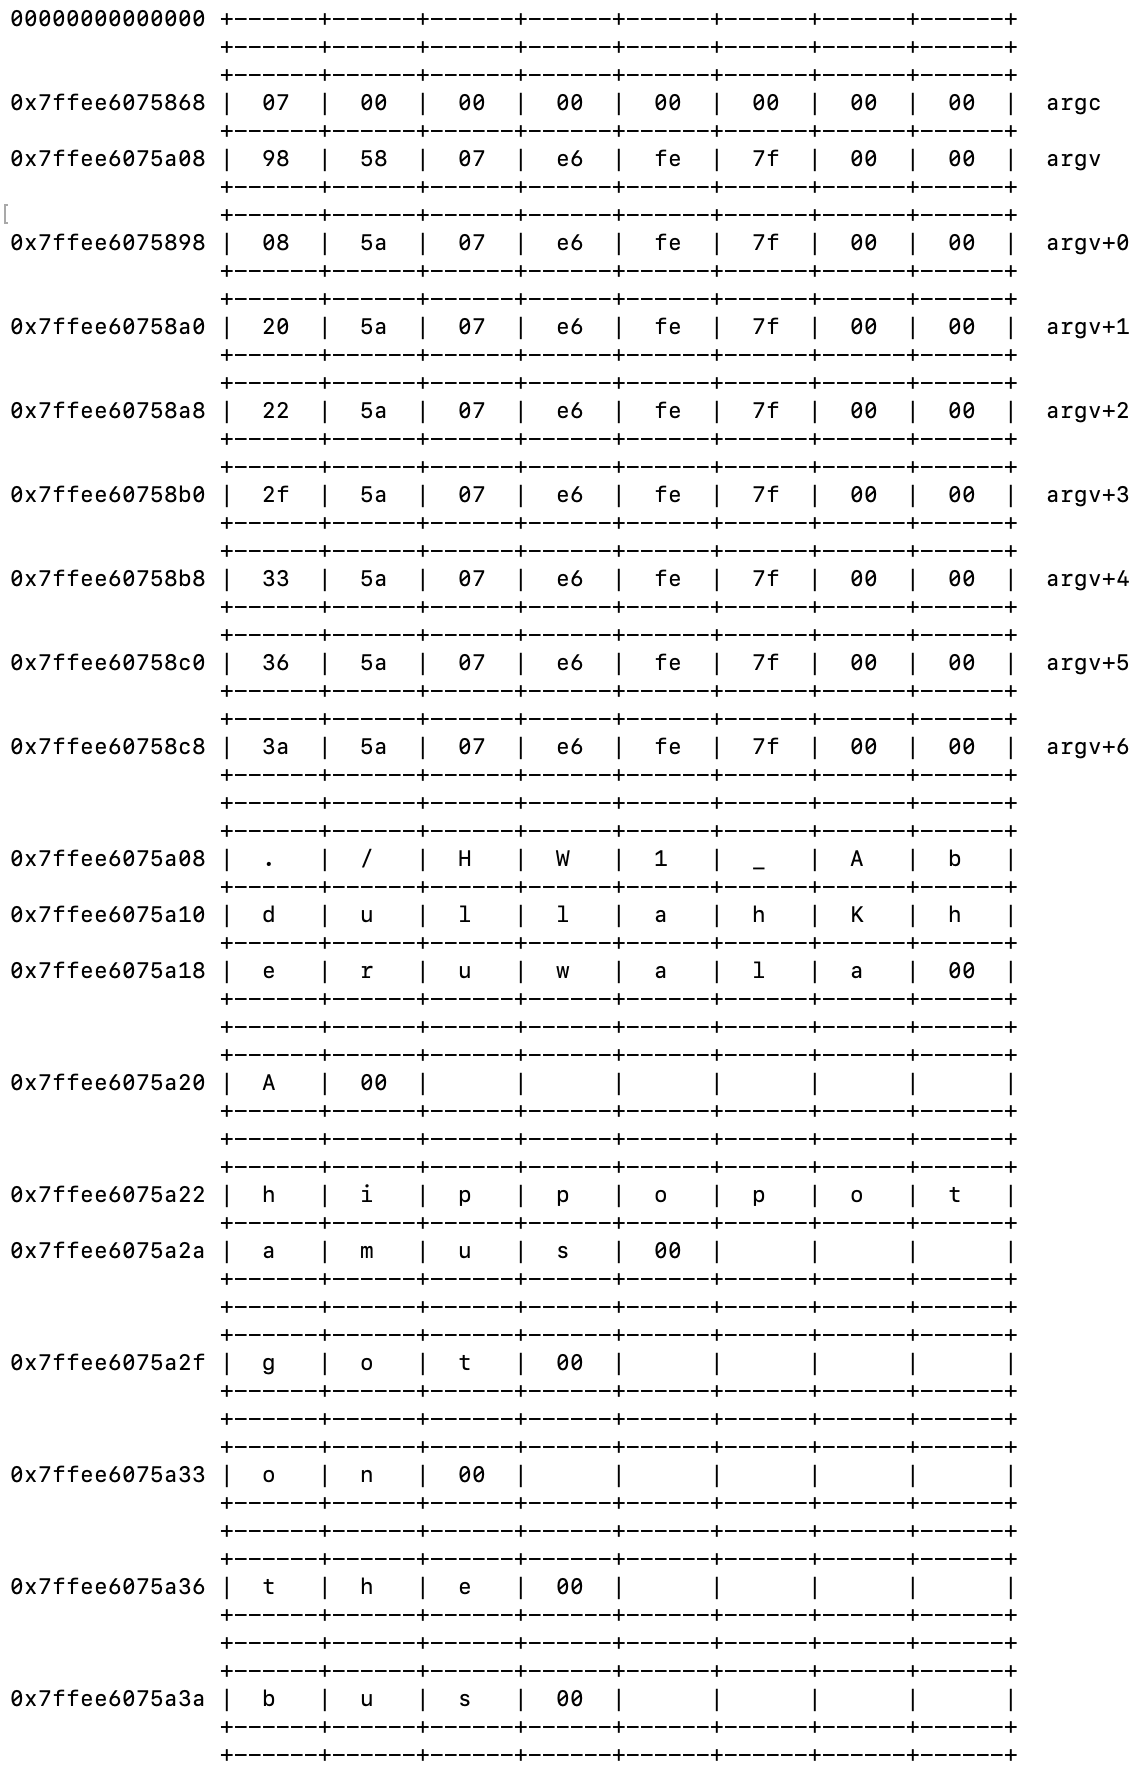 00000000000000 +-------+-------+-------+-------+-------+-------+-------+-------+
               +-------+-------+-------+-------+-------+-------+-------+-------+
               +-------+-------+-------+-------+-------+-------+-------+-------+
0x7ffee6075868 |  07   |  00   |  00   |  00   |  00   |  00   |  00   |  00   |  argc
               +-------+-------+-------+-------+-------+-------+-------+-------+
0x7ffee6075a08 |  98   |  58   |  07   |  e6   |  fe   |  7f   |  00   |  00   |  argv
               +-------+-------+-------+-------+-------+-------+-------+-------+
[              +-------+-------+-------+-------+-------+-------+-------+-------+
0x7ffee6075898 |  08   |  5a   |  07   |  e6   |  fe   |  7f   |  00   |  00   |  argv+0
               +-------+-------+-------+-------+-------+-------+-------+-------+
               +-------+-------+-------+-------+-------+-------+-------+-------+
0x7ffee60758a0 |  20   |  5a   |  07   |  e6   |  fe   |  7f   |  00   |  00   |  argv+1
               +-------+-------+-------+-------+-------+-------+-------+-------+
               +-------+-------+-------+-------+-------+-------+-------+-------+
0x7ffee60758a8 |  22   |  5a   |  07   |  e6   |  fe   |  7f   |  00   |  00   |  argv+2
               +-------+-------+-------+-------+-------+-------+-------+-------+
               +-------+-------+-------+-------+-------+-------+-------+-------+
0x7ffee60758b0 |  2f   |  5a   |  07   |  e6   |  fe   |  7f   |  00   |  00   |  argv+3
               +-------+-------+-------+-------+-------+-------+-------+-------+
               +-------+-------+-------+-------+-------+-------+-------+-------+
0x7ffee60758b8 |  33   |  5a   |  07   |  e6   |  fe   |  7f   |  00   |  00   |  argv+4
               +-------+-------+-------+-------+-------+-------+-------+-------+
               +-------+-------+-------+-------+-------+-------+-------+-------+
0x7ffee60758c0 |  36   |  5a   |  07   |  e6   |  fe   |  7f   |  00   |  00   |  argv+5
               +-------+-------+-------+-------+-------+-------+-------+-------+
               +-------+-------+-------+-------+-------+-------+-------+-------+
0x7ffee60758c8 |  3a   |  5a   |  07   |  e6   |  fe   |  7f   |  00   |  00   |  argv+6
               +-------+-------+-------+-------+-------+-------+-------+-------+
               +-------+-------+-------+-------+-------+-------+-------+-------+
               +-------+-------+-------+-------+-------+-------+-------+-------+
0x7ffee6075a08 |  .    |  /    |  H    |  W    |  1    |  _    |  A    |  b    |
               +-------+-------+-------+-------+-------+-------+-------+-------+
0x7ffee6075a10 |  d    |  u    |  l    |  l    |  a    |  h    |  K    |  h    |
               +-------+-------+-------+-------+-------+-------+-------+-------+
0x7ffee6075a18 |  e    |  r    |  u    |  w    |  a    |  l    |  a    |  00   |
               +-------+-------+-------+-------+-------+-------+-------+-------+
               +-------+-------+-------+-------+-------+-------+-------+-------+
               +-------+-------+-------+-------+-------+-------+-------+-------+
0x7ffee6075a20 |  A    |  00   |       |       |       |       |       |       |
               +-------+-------+-------+-------+-------+-------+-------+-------+
               +-------+-------+-------+-------+-------+-------+-------+-------+
               +-------+-------+-------+-------+-------+-------+-------+-------+
0x7ffee6075a22 |  h    |  i    |  p    |  p    |  o    |  p    |  o    |  t    |
               +-------+-------+-------+-------+-------+-------+-------+-------+
0x7ffee6075a2a |  a    |  m    |  u    |  s    |  00   |       |       |       |
               +-------+-------+-------+-------+-------+-------+-------+-------+
               +-------+-------+-------+-------+-------+-------+-------+-------+
               +-------+-------+-------+-------+-------+-------+-------+-------+
0x7ffee6075a2f |  g    |  o    |  t    |  00   |       |       |       |       |
               +-------+-------+-------+-------+-------+-------+-------+-------+
               +-------+-------+-------+-------+-------+-------+-------+-------+
               +-------+-------+-------+-------+-------+-------+-------+-------+
0x7ffee6075a33 |  o    |  n    |  00   |       |       |       |       |       |
               +-------+-------+-------+-------+-------+-------+-------+-------+
               +-------+-------+-------+-------+-------+-------+-------+-------+
               +-------+-------+-------+-------+-------+-------+-------+-------+
0x7ffee6075a36 |  t    |  h    |  e    |  00   |       |       |       |       |
               +-------+-------+-------+-------+-------+-------+-------+-------+
               +-------+-------+-------+-------+-------+-------+-------+-------+
               +-------+-------+-------+-------+-------+-------+-------+-------+
0x7ffee6075a3a |  b    |  u    |  s    |  00   |       |       |       |       |
               +-------+-------+-------+-------+-------+-------+-------+-------+
               +-------+-------+-------+-------+-------+-------+-------+-------+